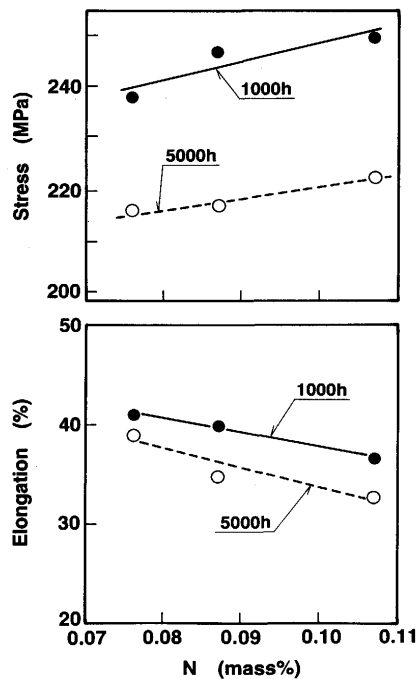 240
220
200
Stress (MPa)
1000h
5000h
50
40
30
20
Elongation (%)
1000h
5000h
0.07 0.08 0.09 0.10 0.11
N (mass%)